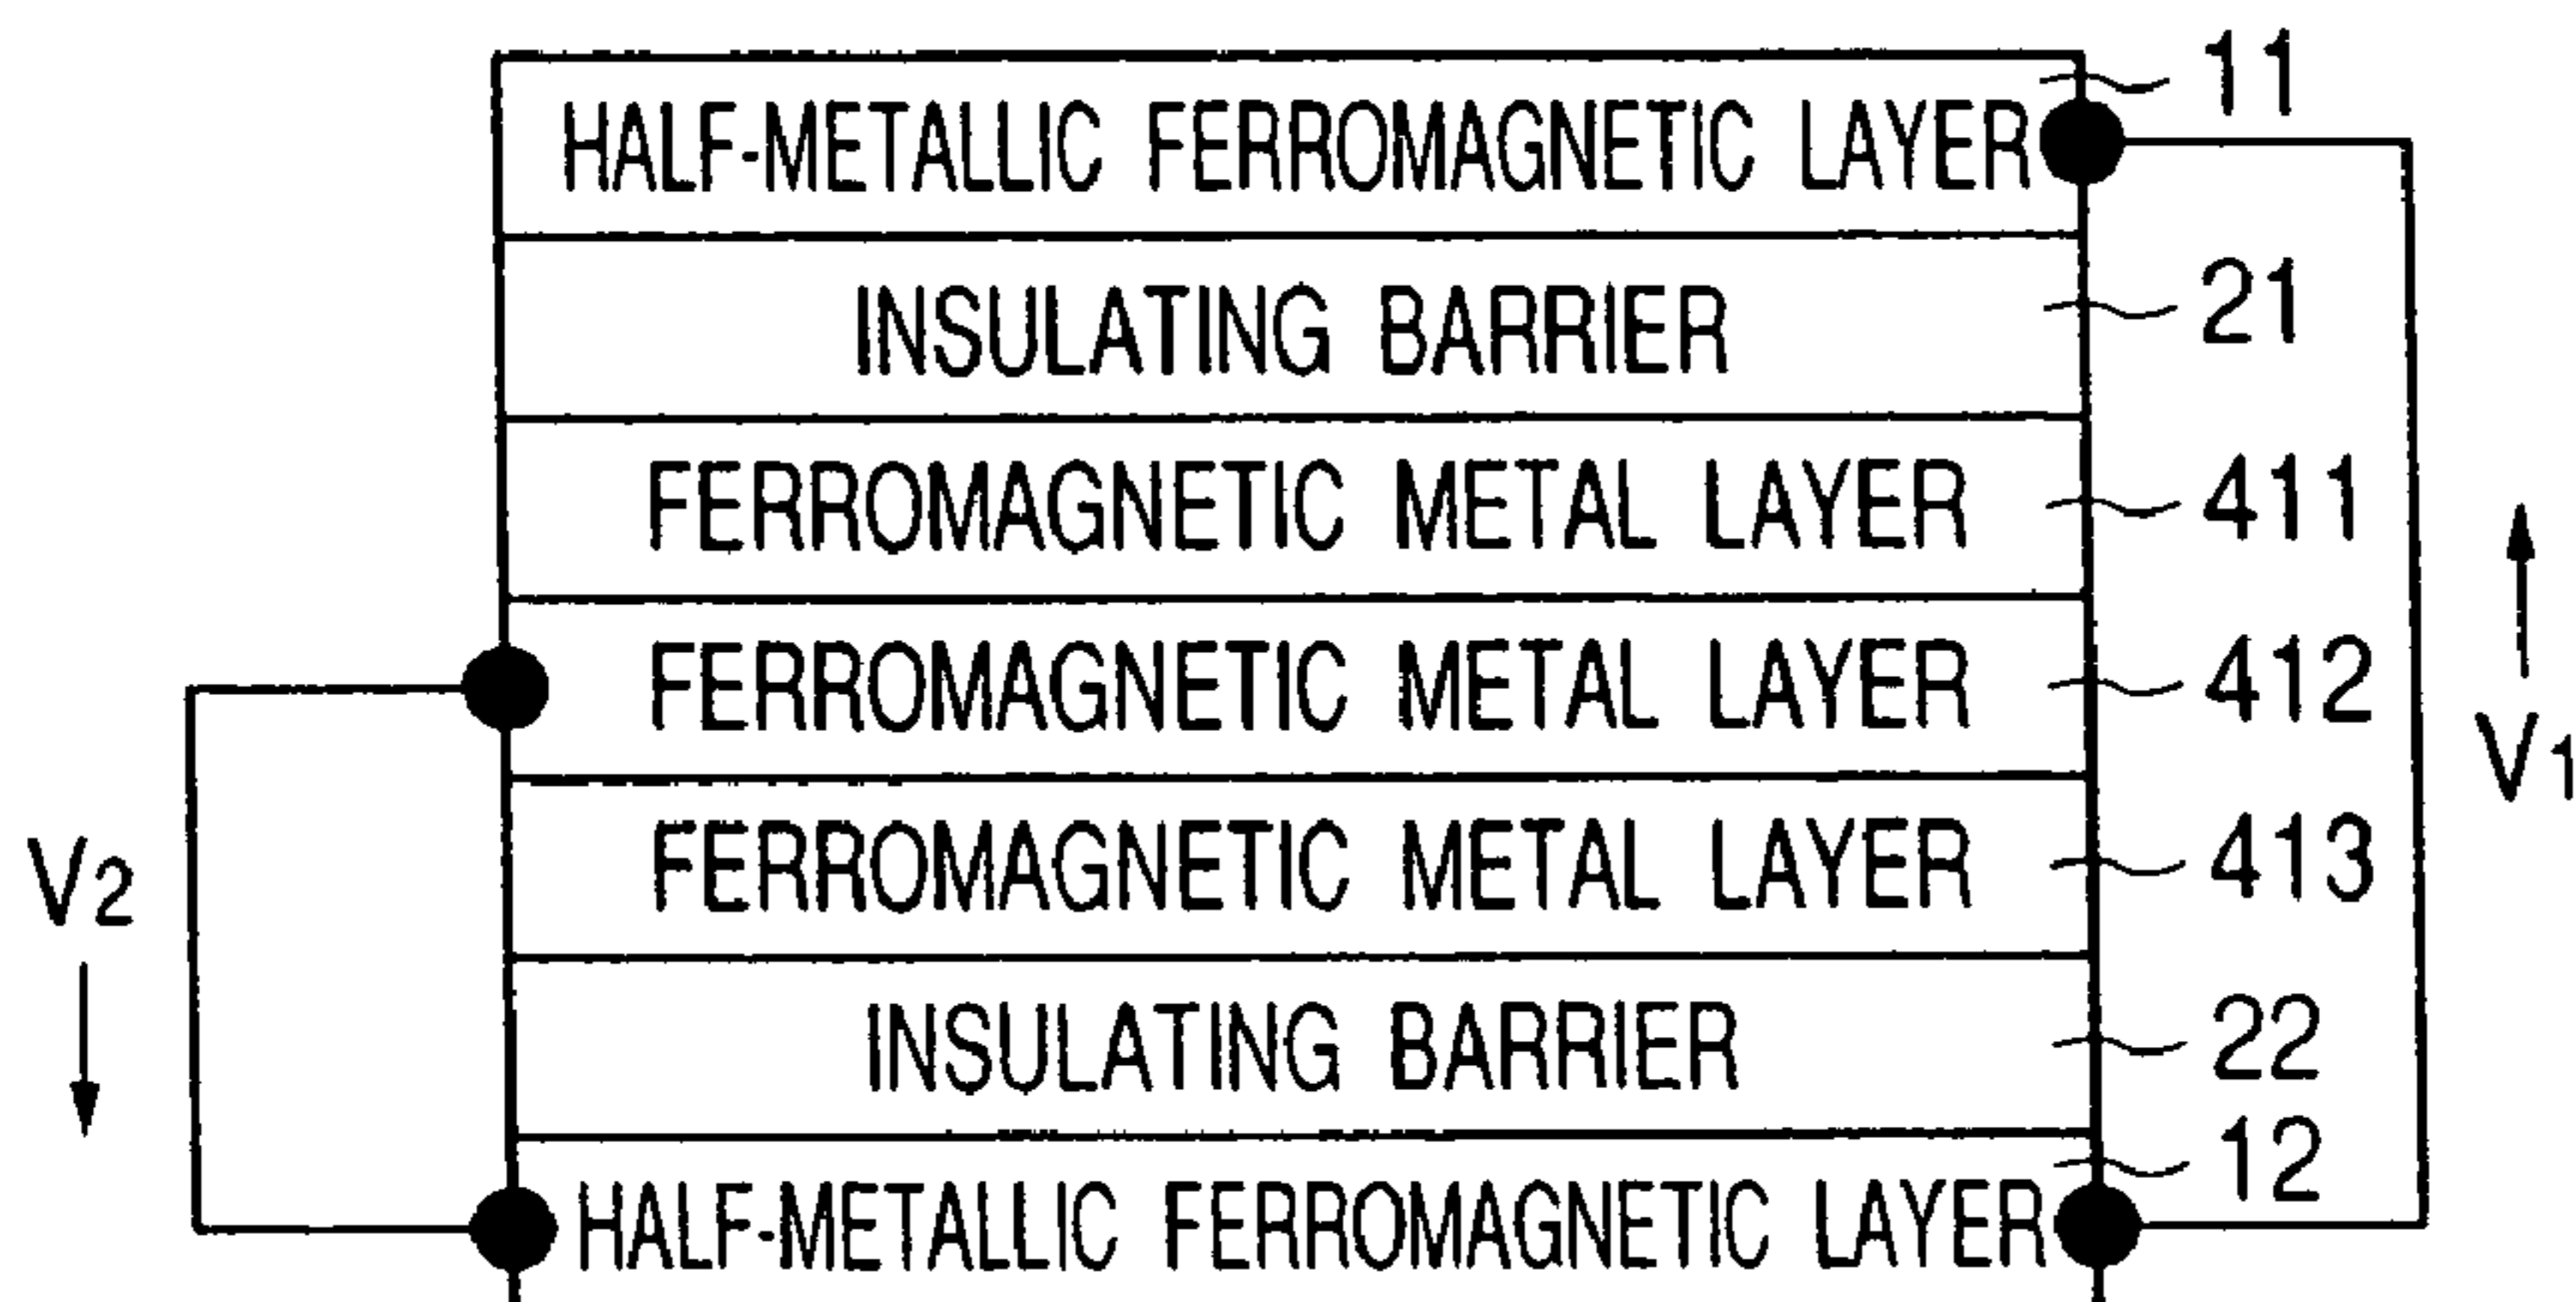 HALF-METALLIC FERROMAGNETIC LAYER 11
INSULATING BARRIER 21
FERROMAGNETIC METAL LAYER 411
FERROMAGNETIC METAL LAYER 412
V1
FERROMAGNETIC METAL LAYER 413
V2
INSULATING BARRIER 22
HALF-METALLIC FERROMAGNETIC LAYER 12